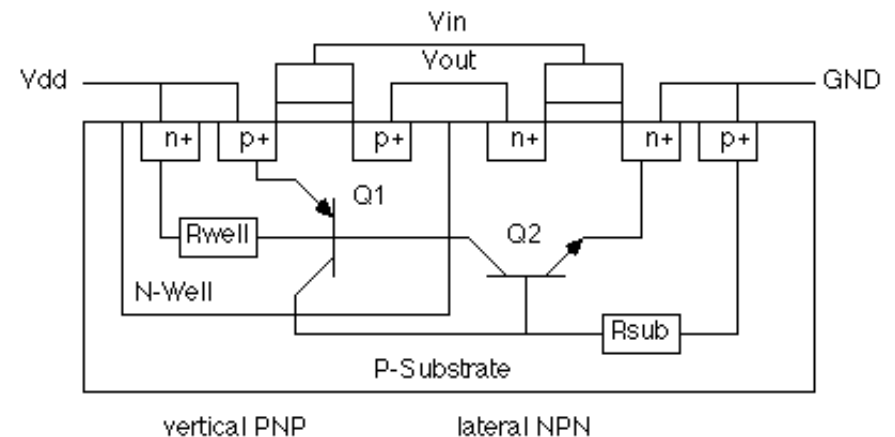 Vin
Vdd
Vout
GND
n+ p+ p+ n+ n+ p+
Q1
Rwell
Q2
N-Well
Rsub
P-Substrate
vertical PNP lateral NPN